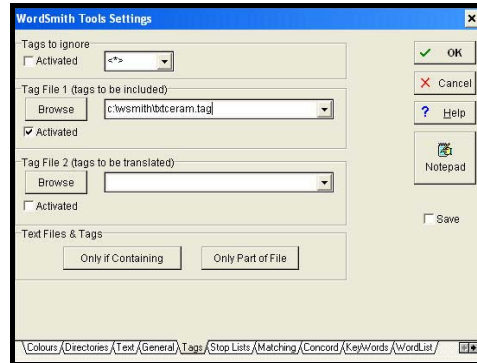 WordSmith Tools Settings
Tags to ignore
Activated
<*>
OK
Tag File 1 (tags to be included)
Cancel
Browse
c:\wsmith\bdceram.tag
Help
Activated
Tag File 2 (tags to be translated)
Notepad
Browse
Activated
Save
Text Files & Tags
Only if Containing
Only Part of File
Colours / Directories / Text / General / Tags / Stop Lists / Matching / Concord / KeyWords / WordList /